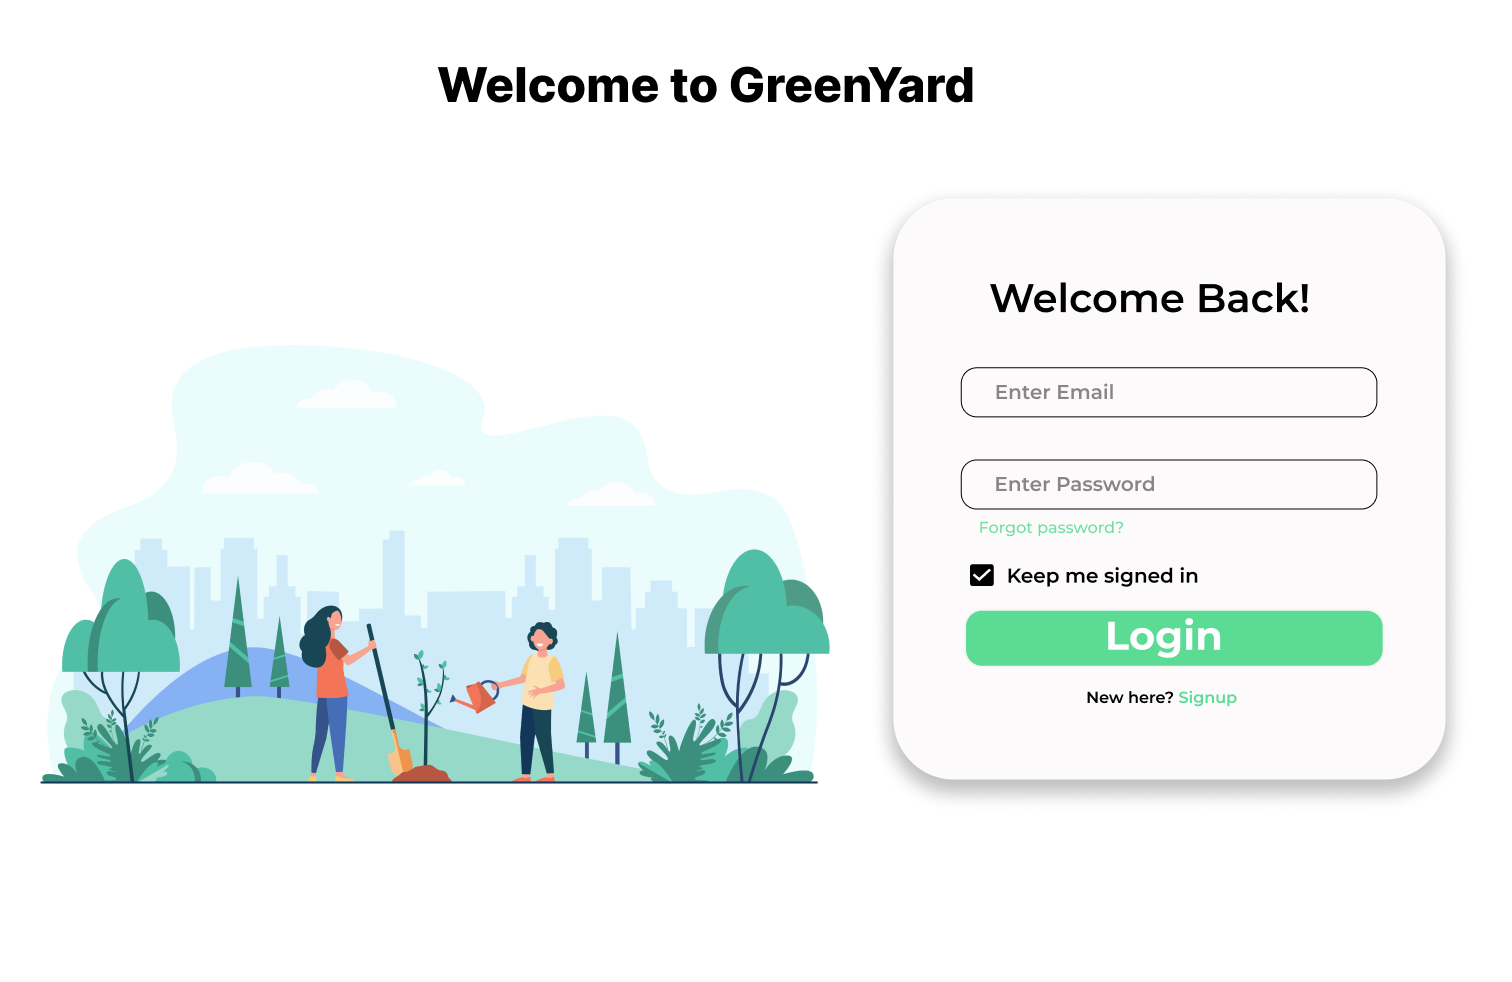 Welcome to GreenYard
Welcome Back!
Enter Email
Enter Password
Forgot password?
Keep me signed in
Login
New here? Signup